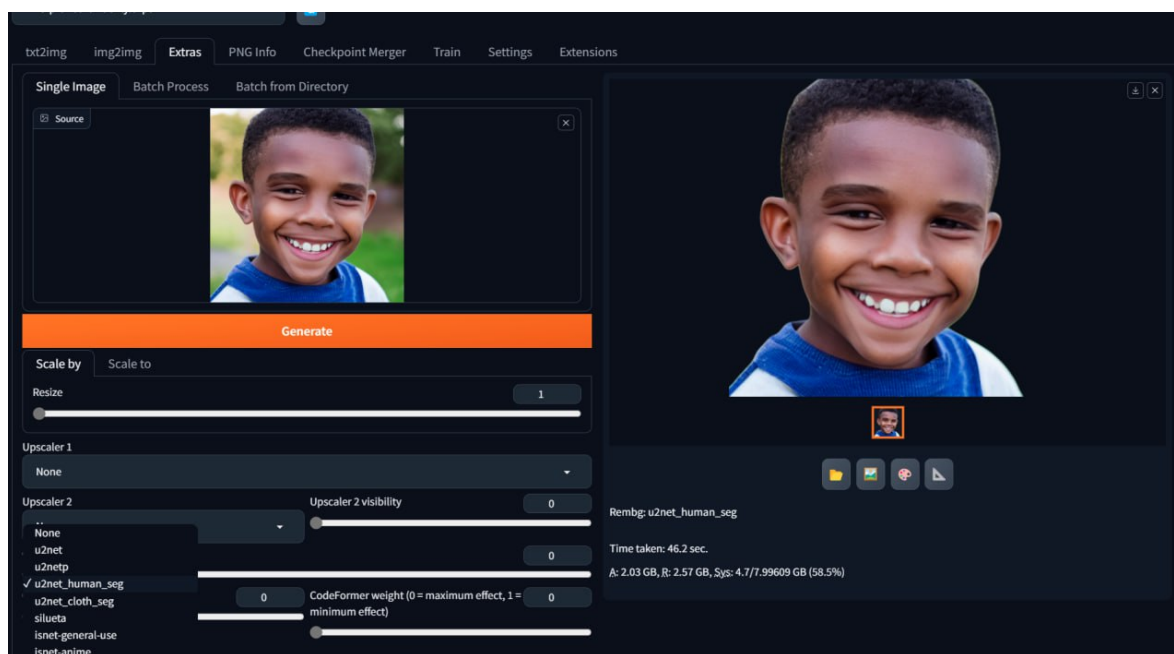 txt2img img2img Extras PNG Info Checkpoint Merger Train Settings Extensions
Single Image Batch Process Batch from Directory
Source
Generate
Scale by Scale to
Resize 1
Upscaler 1
None
Upscaler 2
Upscaler 2 visibility 0
None
u2net
u2netp
✓ u2net_human_seg
u2net_cloth_seg
silueta
isnet-general-use
isnet-anime
0
0
CodeFormer weight (0 = maximum effect, 1 = minimum effect) 0
Rembg: u2net_human_seg
Time taken: 46.2 sec.
A: 2.03 GB, R: 2.57 GB, Sys: 4.7/7.99609 GB (58.5%)